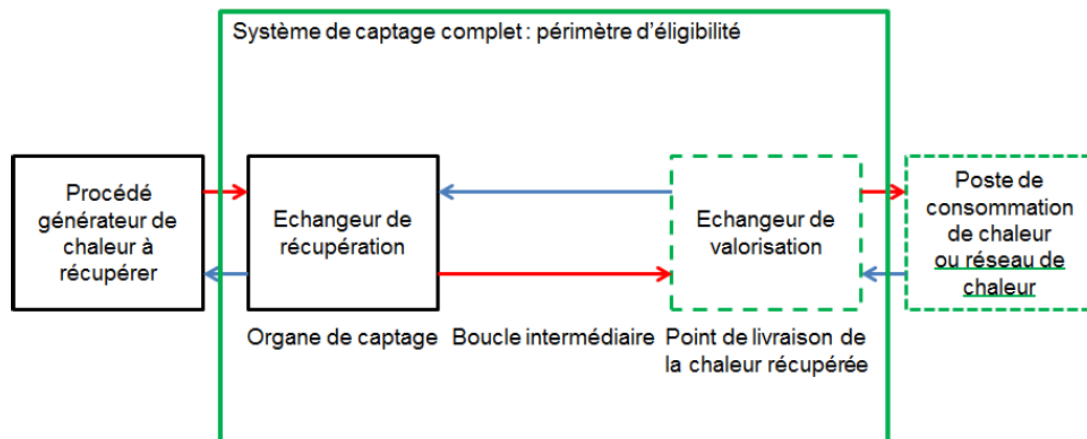 Système de captage complet : périmètre d'éligibilité
Procédé
générateur de
chaleur à
récupérer
Echangeur de
récupération
Echangeur de
valorisation
Poste de
consommation
de chaleur
ou réseau de
chaleur
Organe de captage
Boucle intermédiaire
Point de livraison de
la chaleur récupérée